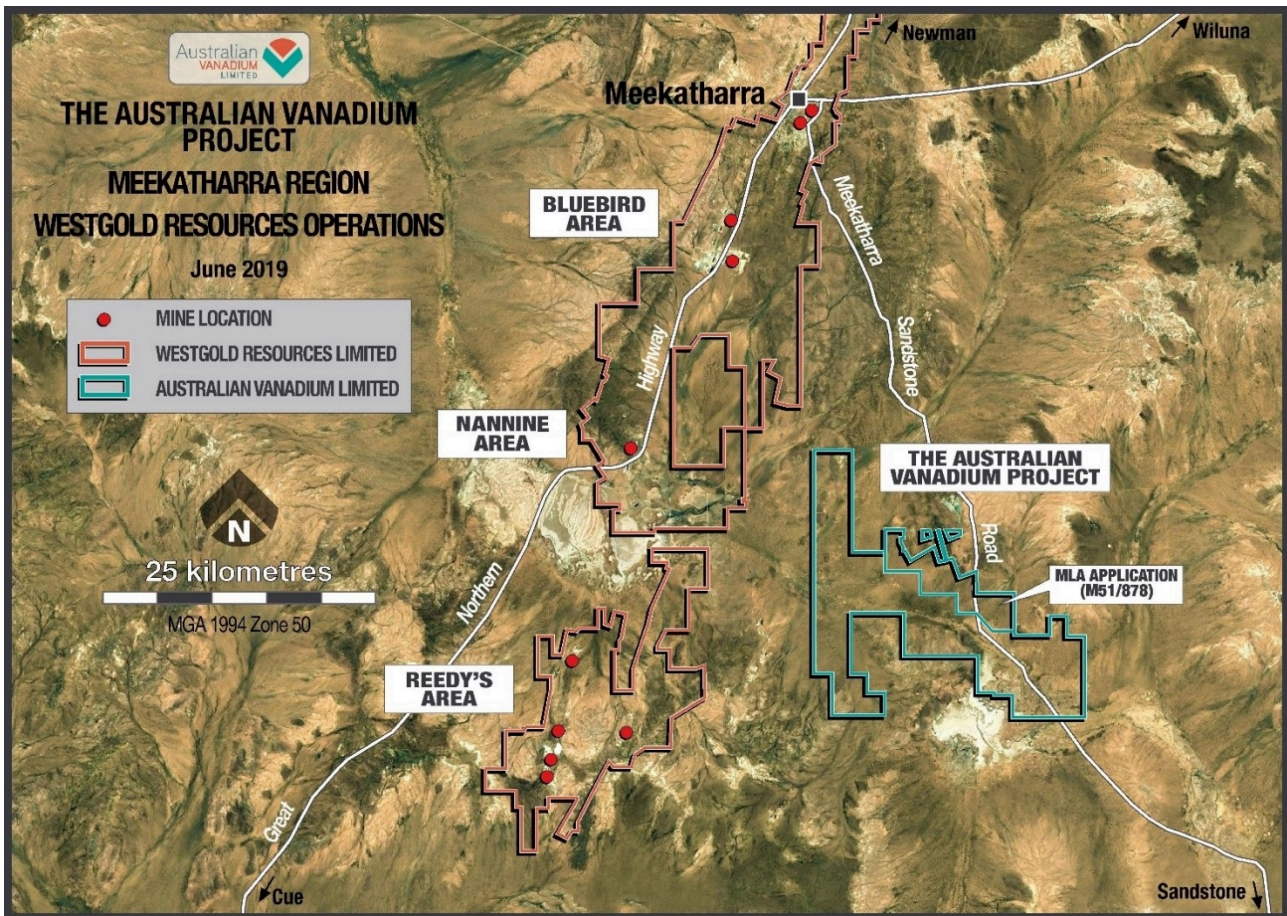 Australian
VANADIUM
LIMITED
THE AUSTRALIAN VANADIUM
PROJECT
MEEKATHARRA REGION
WESTGOLD RESOURCES OPERATIONS
June 2019
MINE LOCATION
WESTGOLD RESOURCES LIMITED
AUSTRALIAN VANADIUM LIMITED
N
25 kilometres
MGA 1994 Zone 50
Newman
Wiluna
Meekatharra
BLUEBIRD
AREA
Meekatharra
Sandstone
Road
Highway
NANNINE
AREA
THE AUSTRALIAN
VANADIUM PROJECT
MLA APPLICATION
(M51/878)
Northern
REEDY'S
AREA
Great
Cue
Sandstone